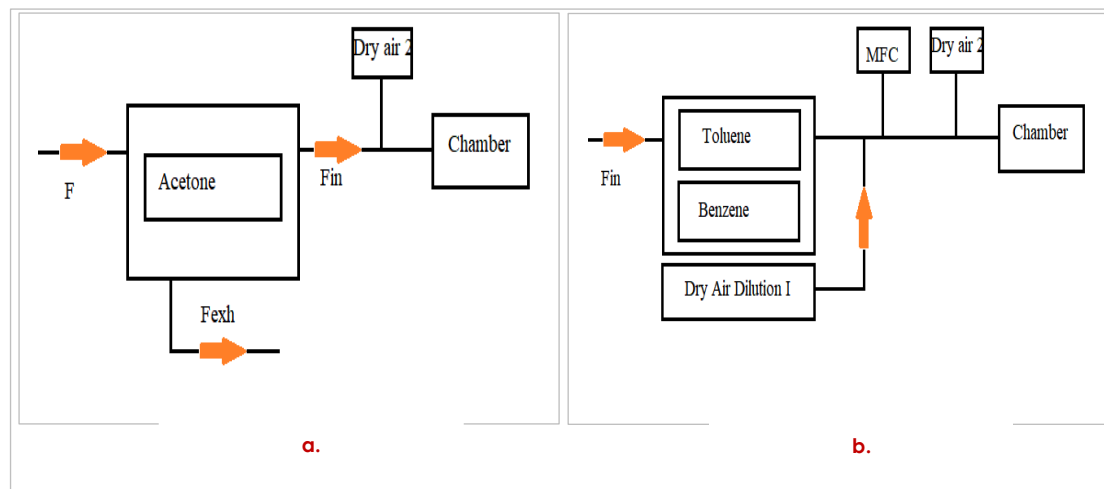 Dry air 2
Chamber
Acetone
F
Fin
Fexh
a.
MFC
Dry air 2
Chamber
Toluene
Benzene
Fin
Dry Air Dilution I
b.